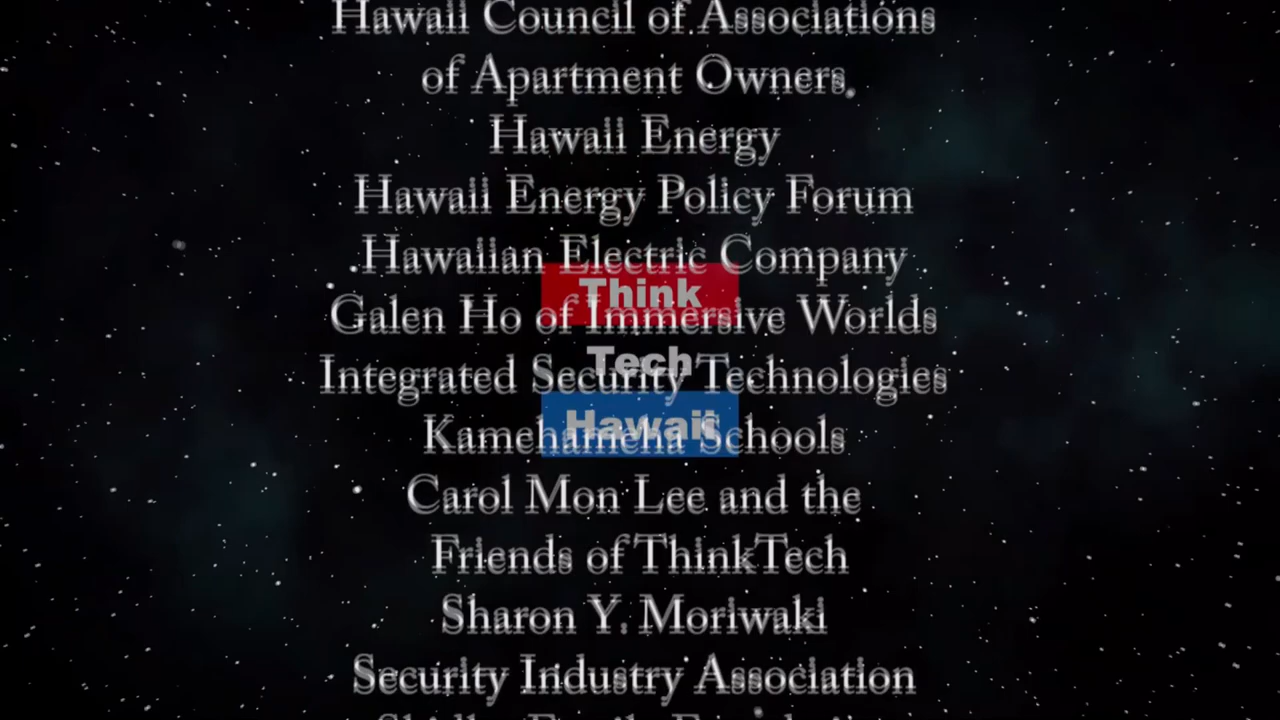 Hawaii Council of Associations
of Apartment Owners
Hawaii Energy
Hawaii Energy Policy Forum
Hawaiian Electric Company
Think
Galen Ho of Immersive Worlds
Tech
Integrated Security Technologies
Hawaii
Kamehameha Schools
Carol Mon Lee and the
Friends of ThinkTech
Sharon Y. Moriwaki
Security Industry Association